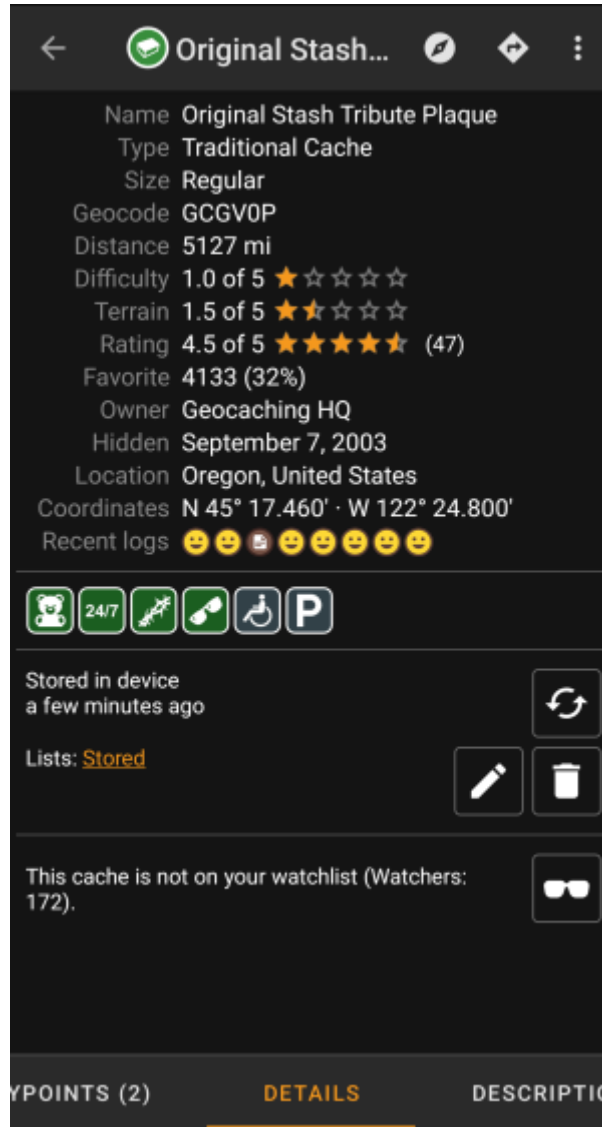 Original Stash...
Name Original Stash Tribute Plaque
Type Traditional Cache
Size Regular
Geocode GCGV0P
Distance 5127 mi
Difficulty 1.0 of 5
Terrain 1.5 of 5
Rating 4.5 of 5 (47)
Favorite 4133 (32%)
Owner Geocaching HQ
Hidden September 7, 2003
Location Oregon, United States
Coordinates N 45° 17.460' · W 122° 24.800'
Recent logs
24/7 P
Stored in device
a few minutes ago
Lists: Stored
This cache is not on your watchlist (Watchers:
172).
YPOINTS (2) DETAILS DESCRIPTIO